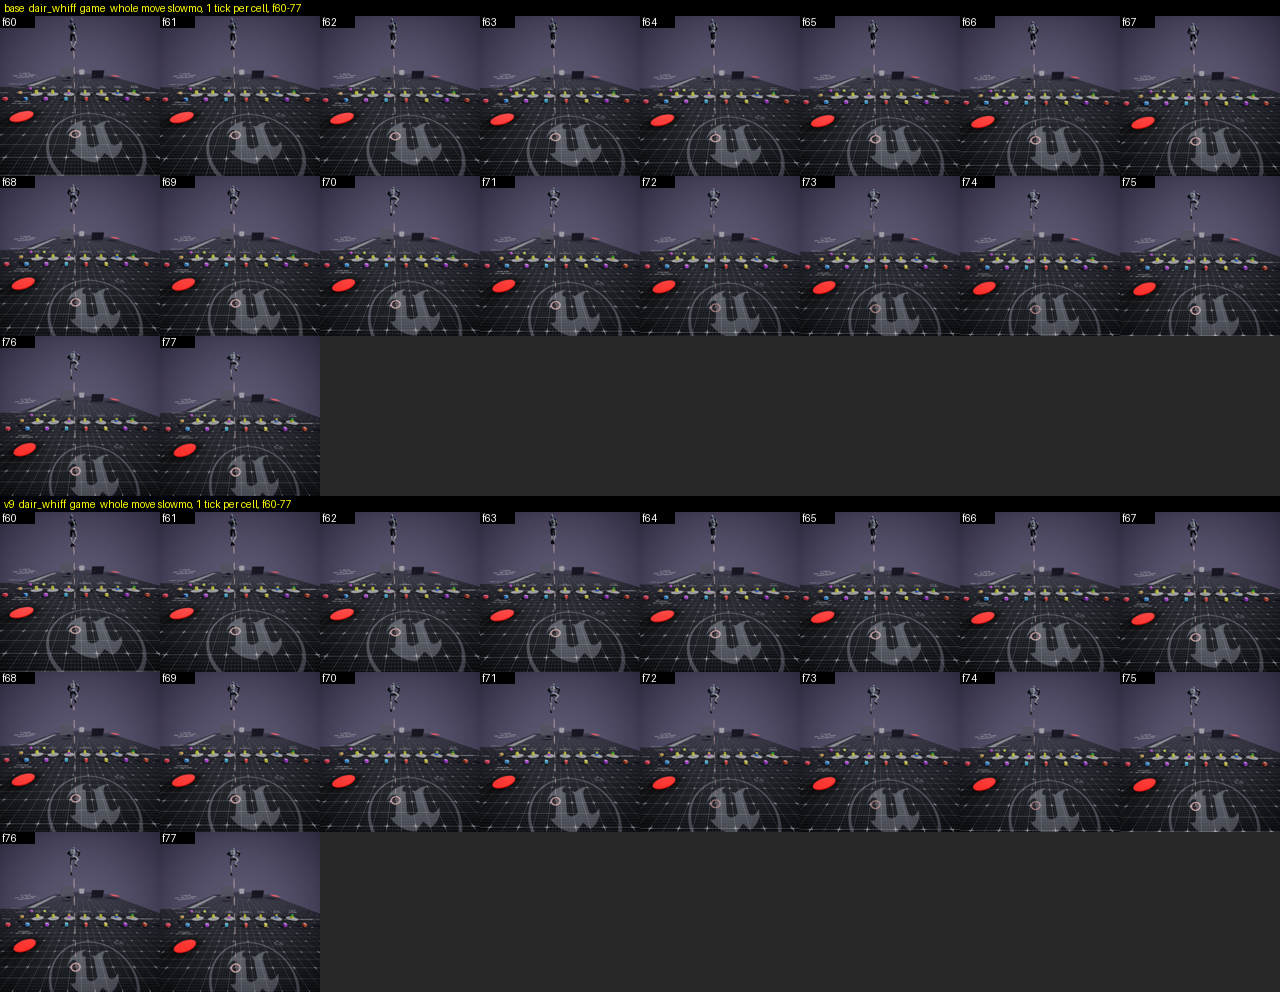 base dair_whiff game whole move slowmo, 1 tick per cell, f60-77
f60 f61 f62 f63 f64 f65 f66 f67
f68 f69 f70 f71 f72 f73 f74 f75
f76 f77
v9 dair_whiff game whole move slowmo, 1 tick per cell, f60-77
f60 f61 f62 f63 f64 f65 f66 f67
f68 f69 f70 f71 f72 f73 f74 f75
f76 f77